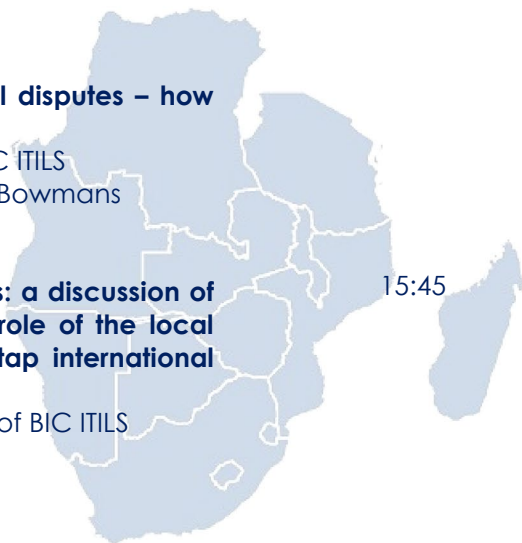 l disputes – how
C ITILS
Bowmans
s: a discussion of
role of the local
tap international
of BIC ITILS
15:45